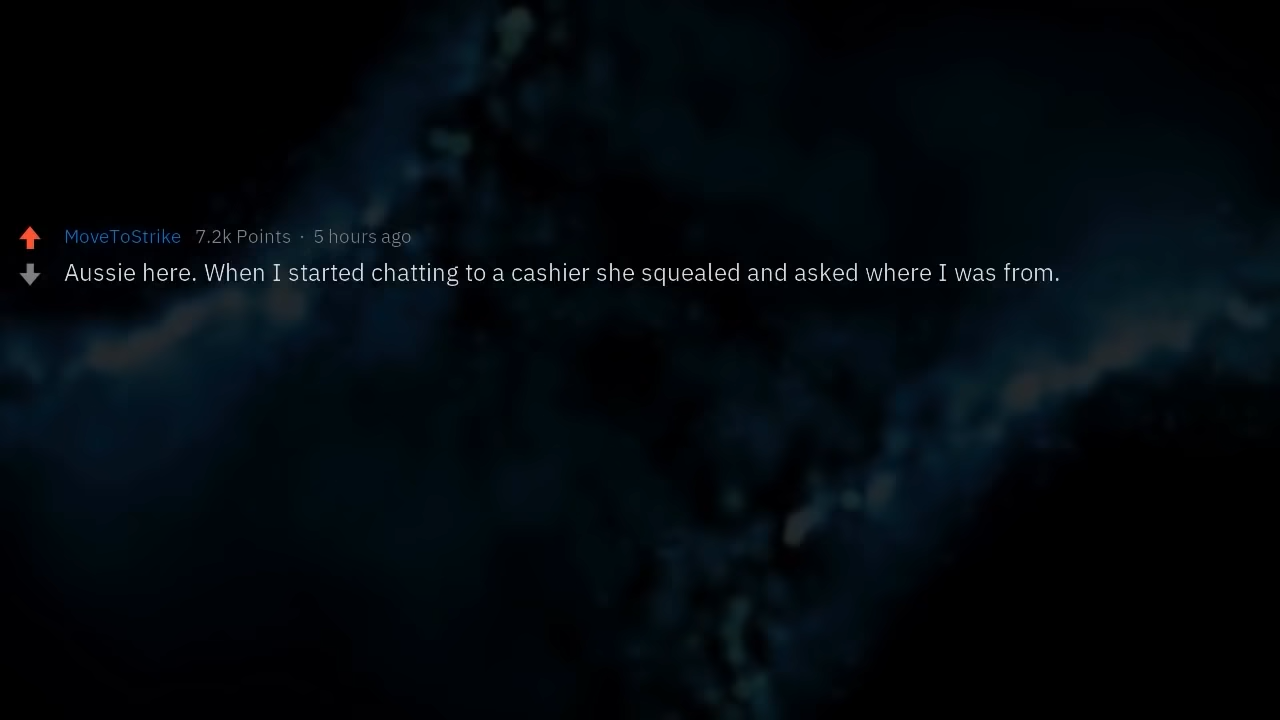 MoveToStrike 7.2k Points · 5 hours ago
Aussie here. When I started chatting to a cashier she squealed and asked where I was from.